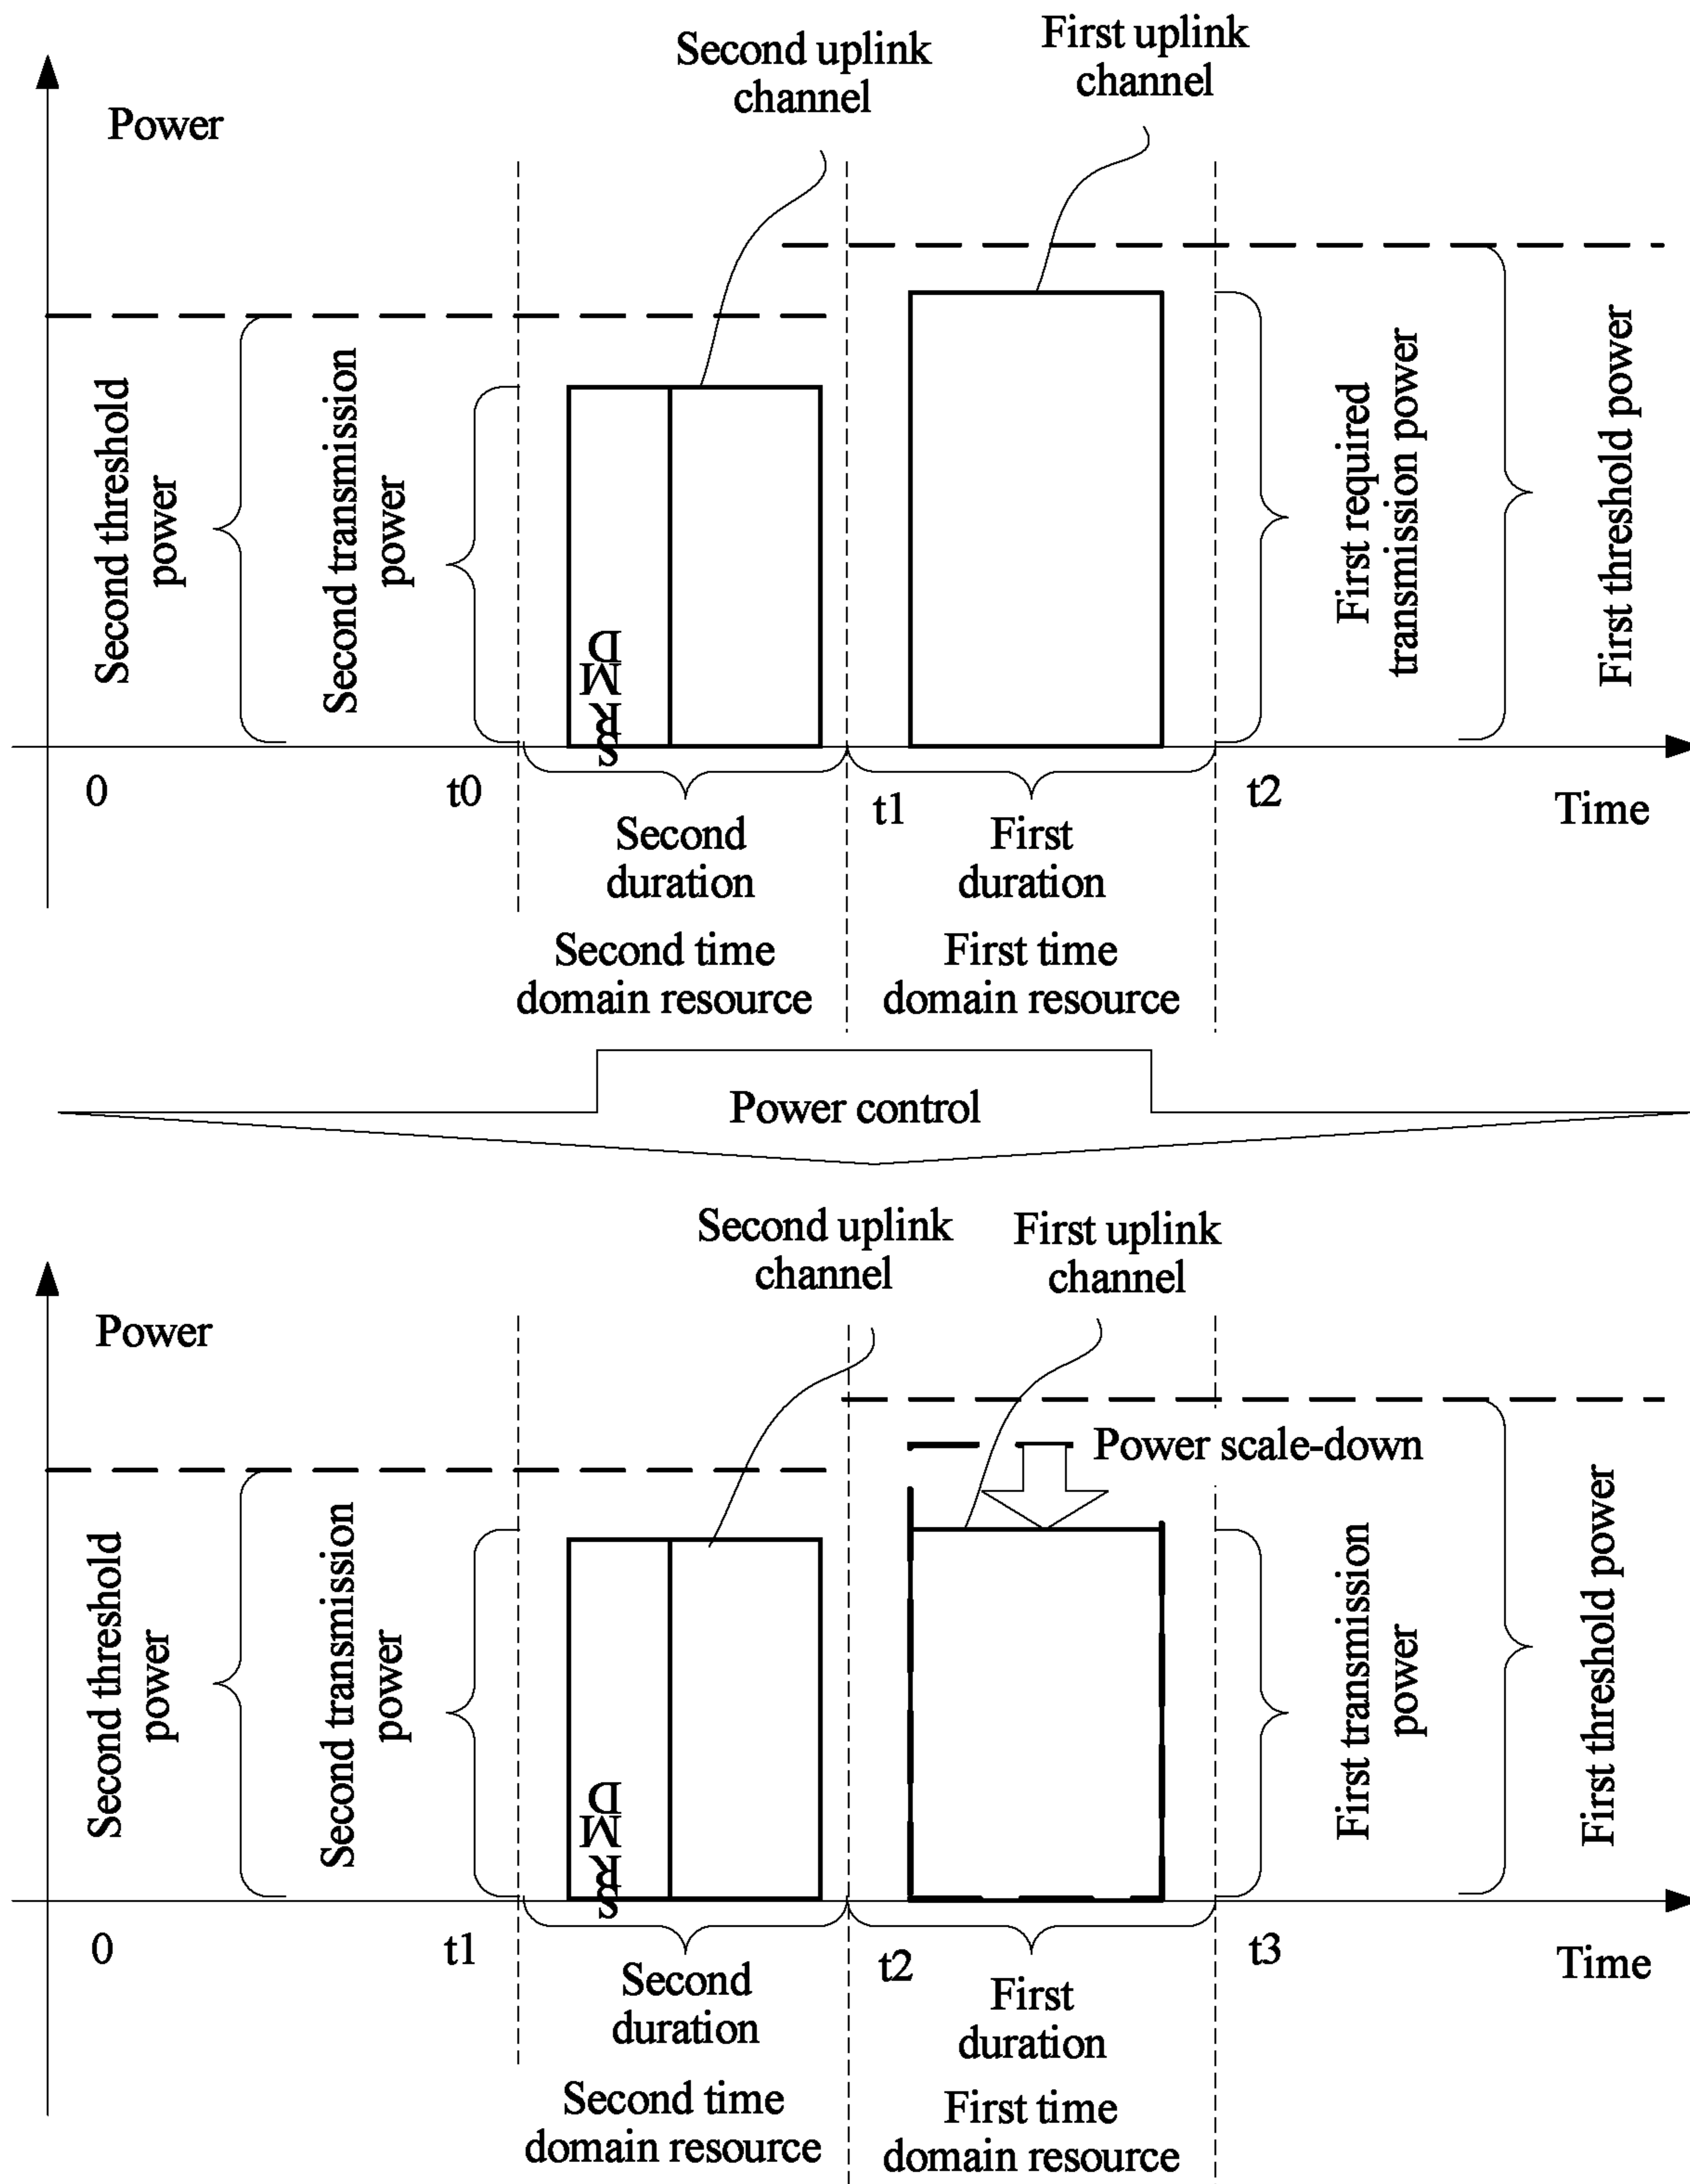 Second uplink
channel
First uplink
channel
Power
Second threshold
power
Second transmission
power
DMRS
First required
transmission power
First threshold power
0
t0
t1
t2
Time
Second
duration
First
duration
Second time
domain resource
First time
domain resource
Power control
Second uplink
channel
First uplink
channel
Power
Power scale-down
Second threshold
power
Second transmission
power
DMRS
First transmission
power
First threshold power
0
t1
t2
t3
Time
Second
duration
First
duration
Second time
domain resource
First time
domain resource